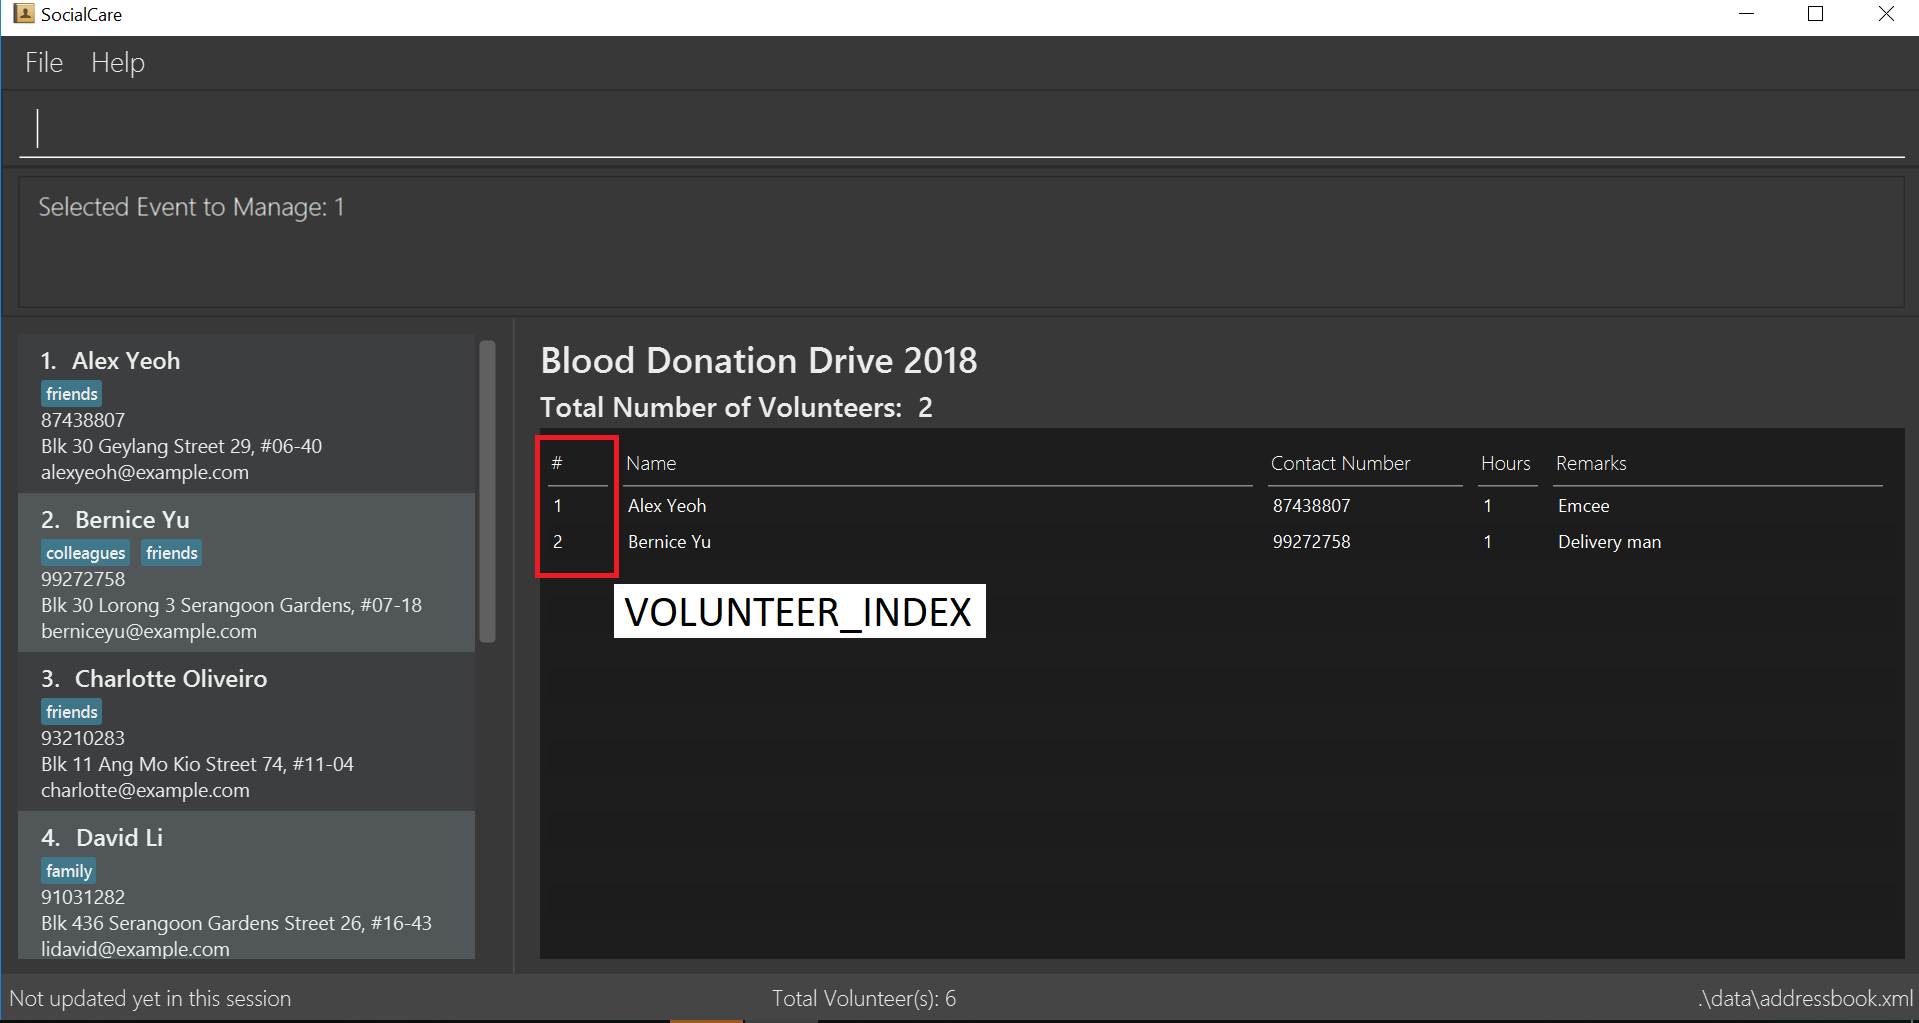 SocialCare
File Help
Selected Event to Manage: 1
1. Alex Yeoh
friends
87438807
Blk 30 Geylang Street 29, #06-40
alexyeoh@example.com
2. Bernice Yu
colleagues friends
99272758
Blk 30 Lorong 3 Serangoon Gardens, #07-18
berniceyu@example.com
3. Charlotte Oliveiro
friends
93210283
Blk 11 Ang Mo Kio Street 74, #11-04
charlotte@example.com
4. David Li
family
91031282
Blk 436 Serangoon Gardens Street 26, #16-43
lidavid@example.com
Blood Donation Drive 2018
Total Number of Volunteers: 2
# Name Contact Number Hours Remarks
1 Alex Yeoh 87438807 1 Emcee
2 Bernice Yu 99272758 1 Delivery man
VOLUNTEER_INDEX
Not updated yet in this session Total Volunteer(s): 6 .\data\addressbook.xml